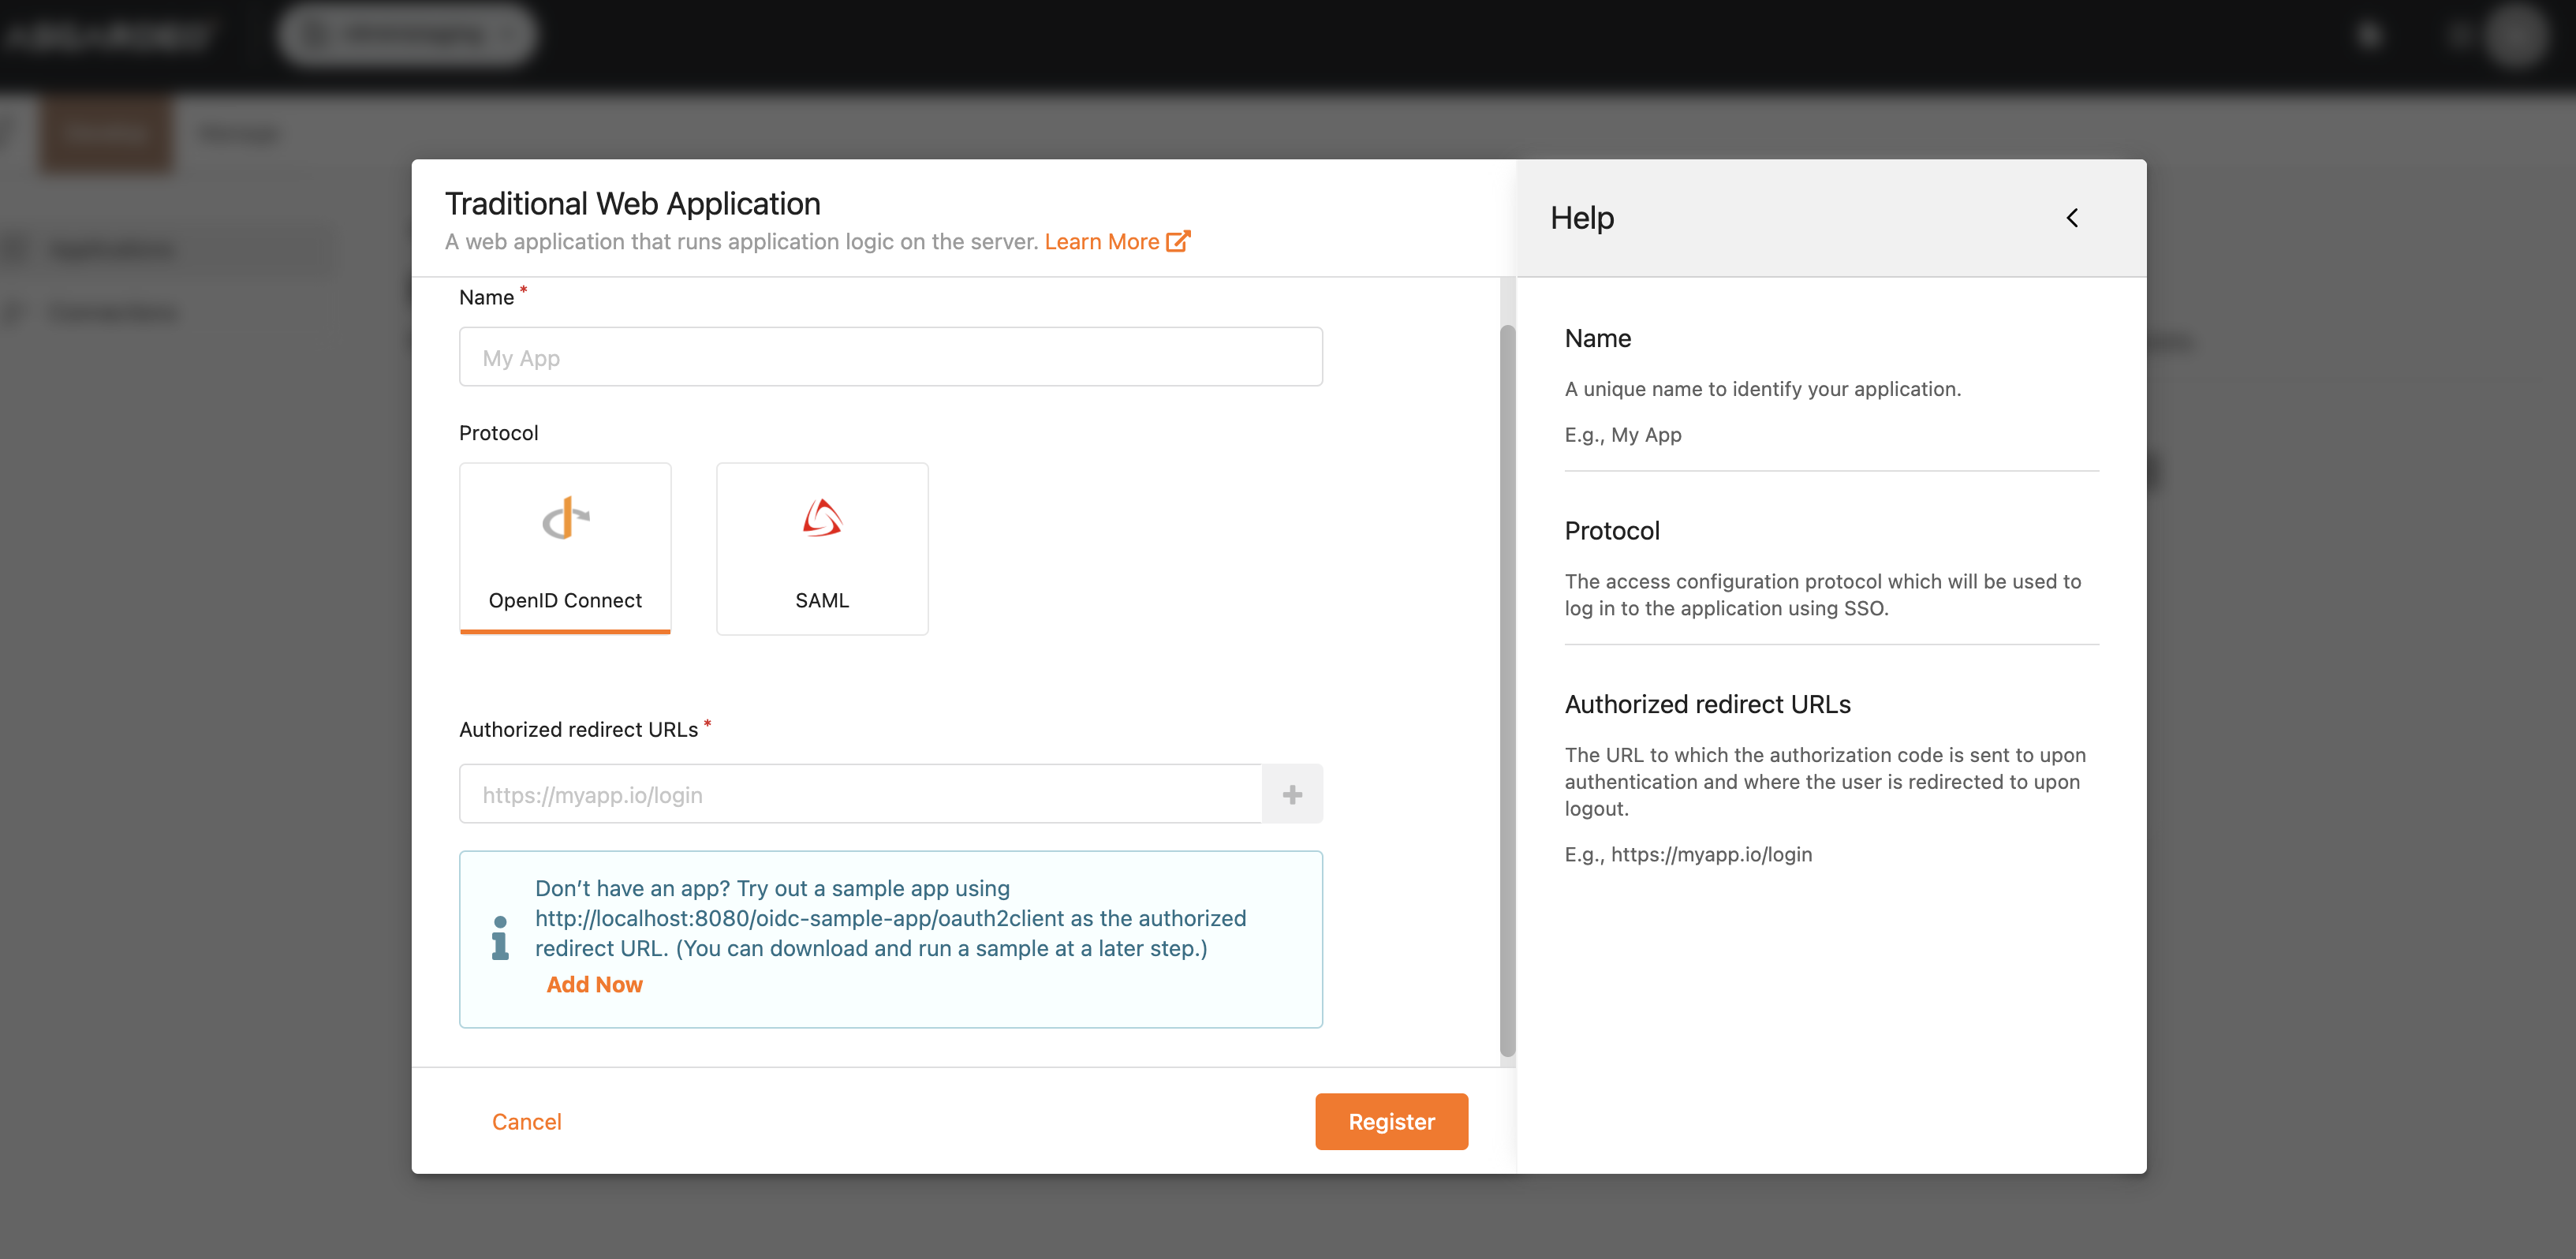 Traditional Web Application
A web application that runs application logic on the server. Learn More
Name *
My App
Protocol
OpenID Connect
SAML
Authorized redirect URLs *
https://myapp.io/login
Don’t have an app? Try out a sample app using
http://localhost:8080/oidc-sample-app/oauth2client as the authorized
redirect URL. (You can download and run a sample at a later step.)
Add Now
Cancel
Register
Help
Name
A unique name to identify your application.
E.g., My App
Protocol
The access configuration protocol which will be used to
log in to the application using SSO.
Authorized redirect URLs
The URL to which the authorization code is sent to upon
authentication and where the user is redirected to upon
logout.
E.g., https://myapp.io/login